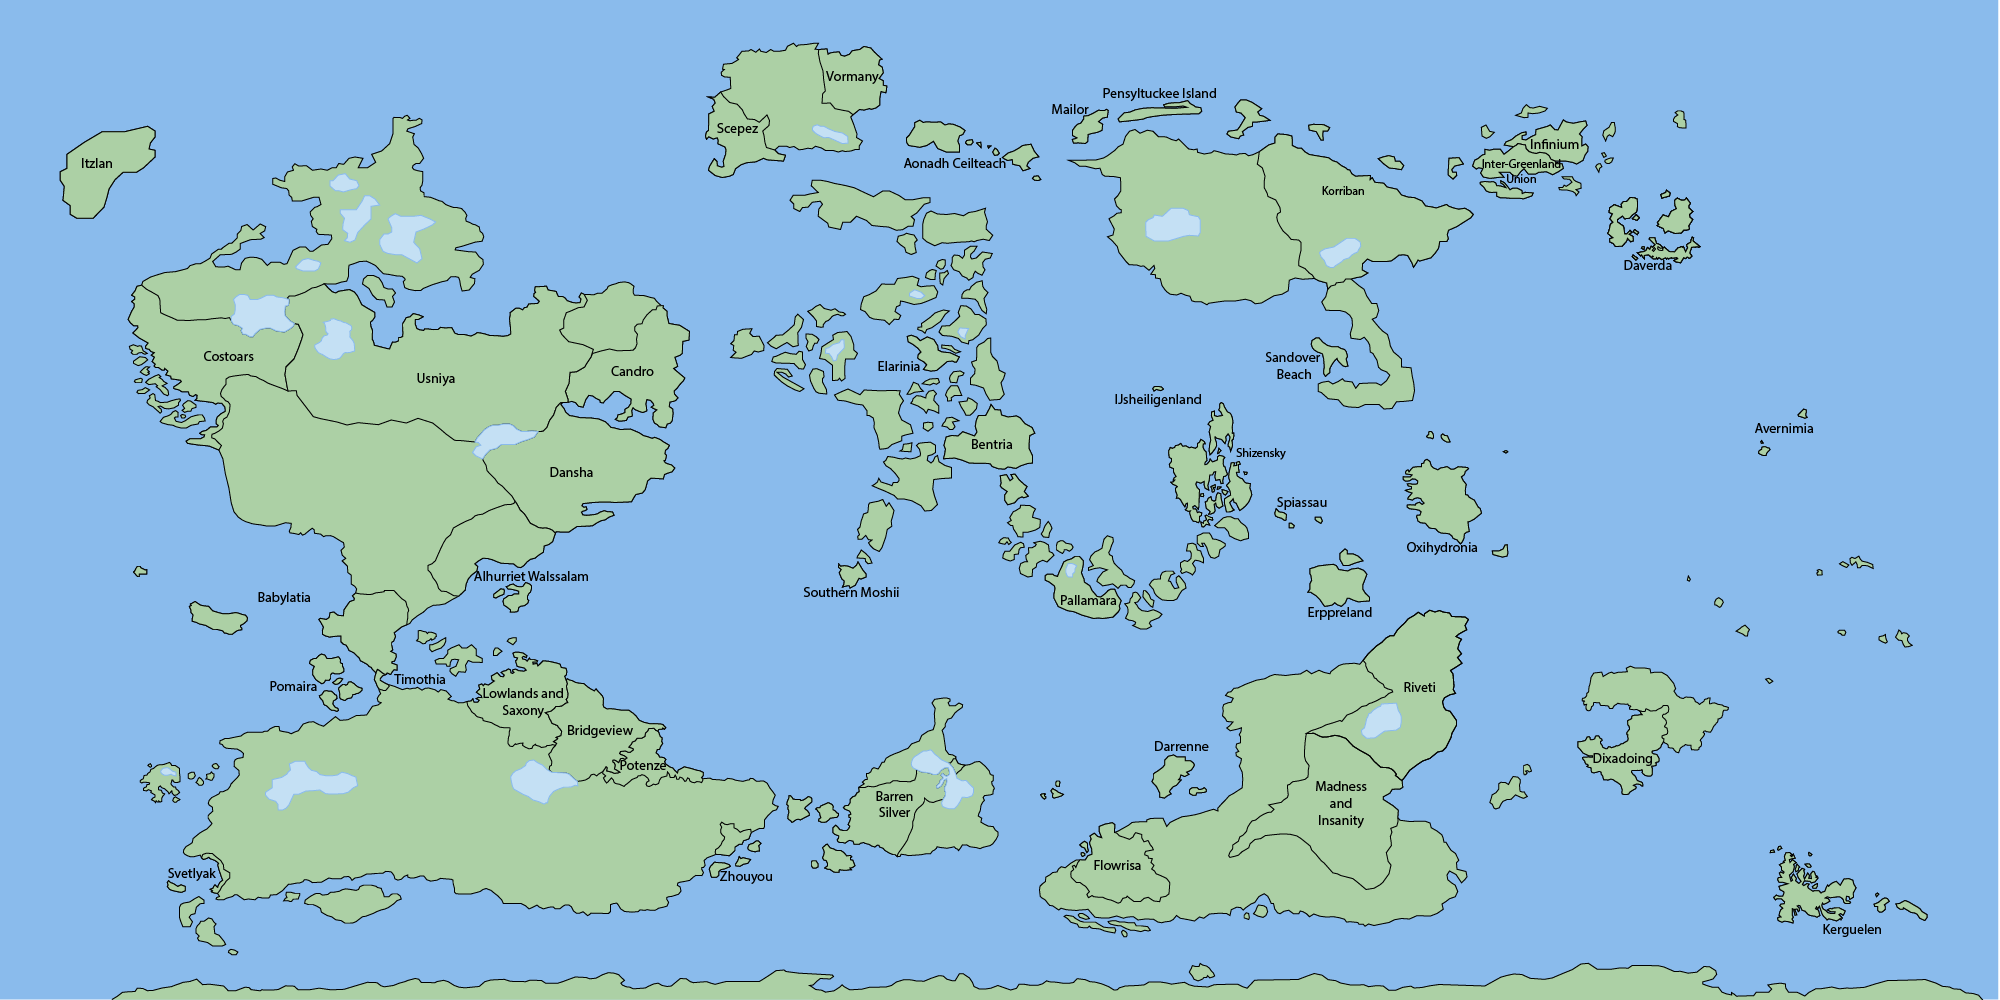 Vormany
Pensyltuckee Island
Mailor
Scepez
Infinium
Itzlan
Aonadh Ceilteach
Inter-Greenland
Union
Korriban
Daverda
Costoars
Usniya
Candro
Elarinia
Sandover
Beach
IJsheiligenland
Avernimia
Bentria
Shizensky
Dansha
Spiassau
Oxihydronia
Alhurriet Walssalam
Babylatia
Southern Moshii
Pallamara
Erppreland
Pomaira
Timothia
Riveti
Lowlands and
Saxony
Bridgeview
Potenze
Darrenne
Dixadoing
Barren
Silver
Madness
and
Insanity
Flowrisa
Svetlyak
Zhouyou
Kerguelen